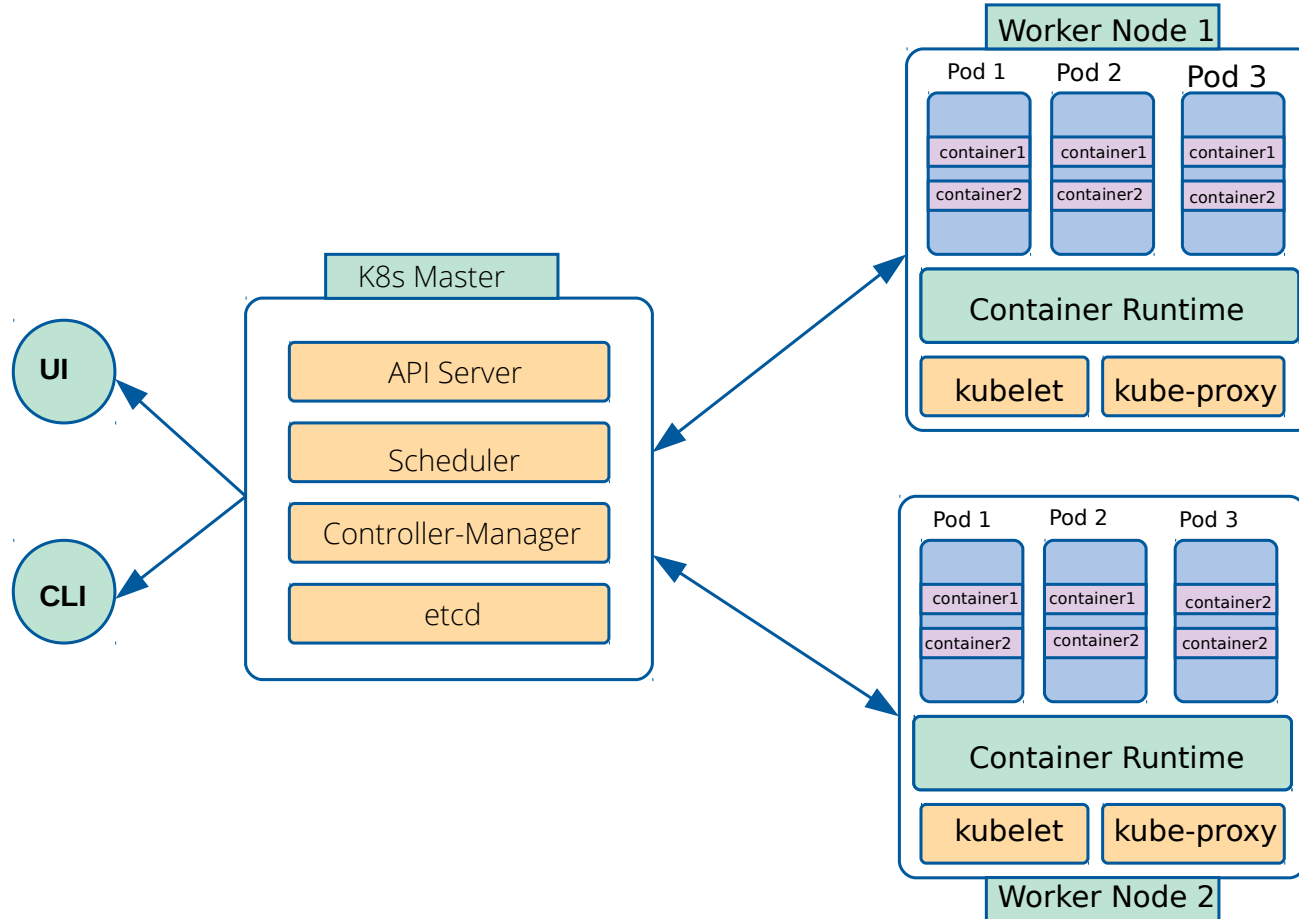 Worker Node 1
Pod 1 Pod 2 Pod 3
container1 container1 container1
container2 container2 container2
Container Runtime
kubelet kube-proxy
K8s Master
API Server
Scheduler
Controller-Manager
etcd
UI
CLI
Pod 1 Pod 2 Pod 3
container1 container1 container2
container2 container2 container2
Container Runtime
kubelet kube-proxy
Worker Node 2